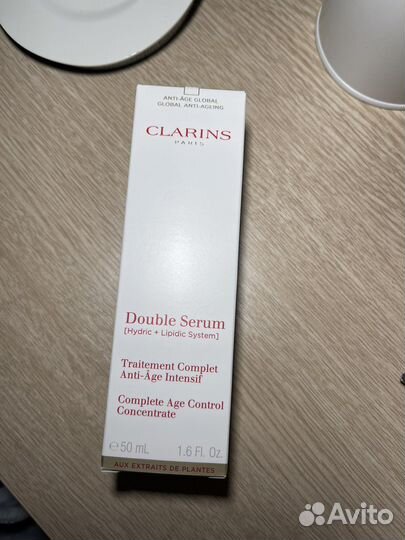 ANTI-ÂGE GLOBAL
GLOBAL ANTI-AGEING
CLARINS
PARIS
Double Serum
[Hydric + Lipidic System]
Traitement Complet
Anti-Âge Intensif
Complete Age Control
Concentrate
℮50 mL 1.6 Fl. Oz.
AUX EXTRAITS DE PLANTES
Avito